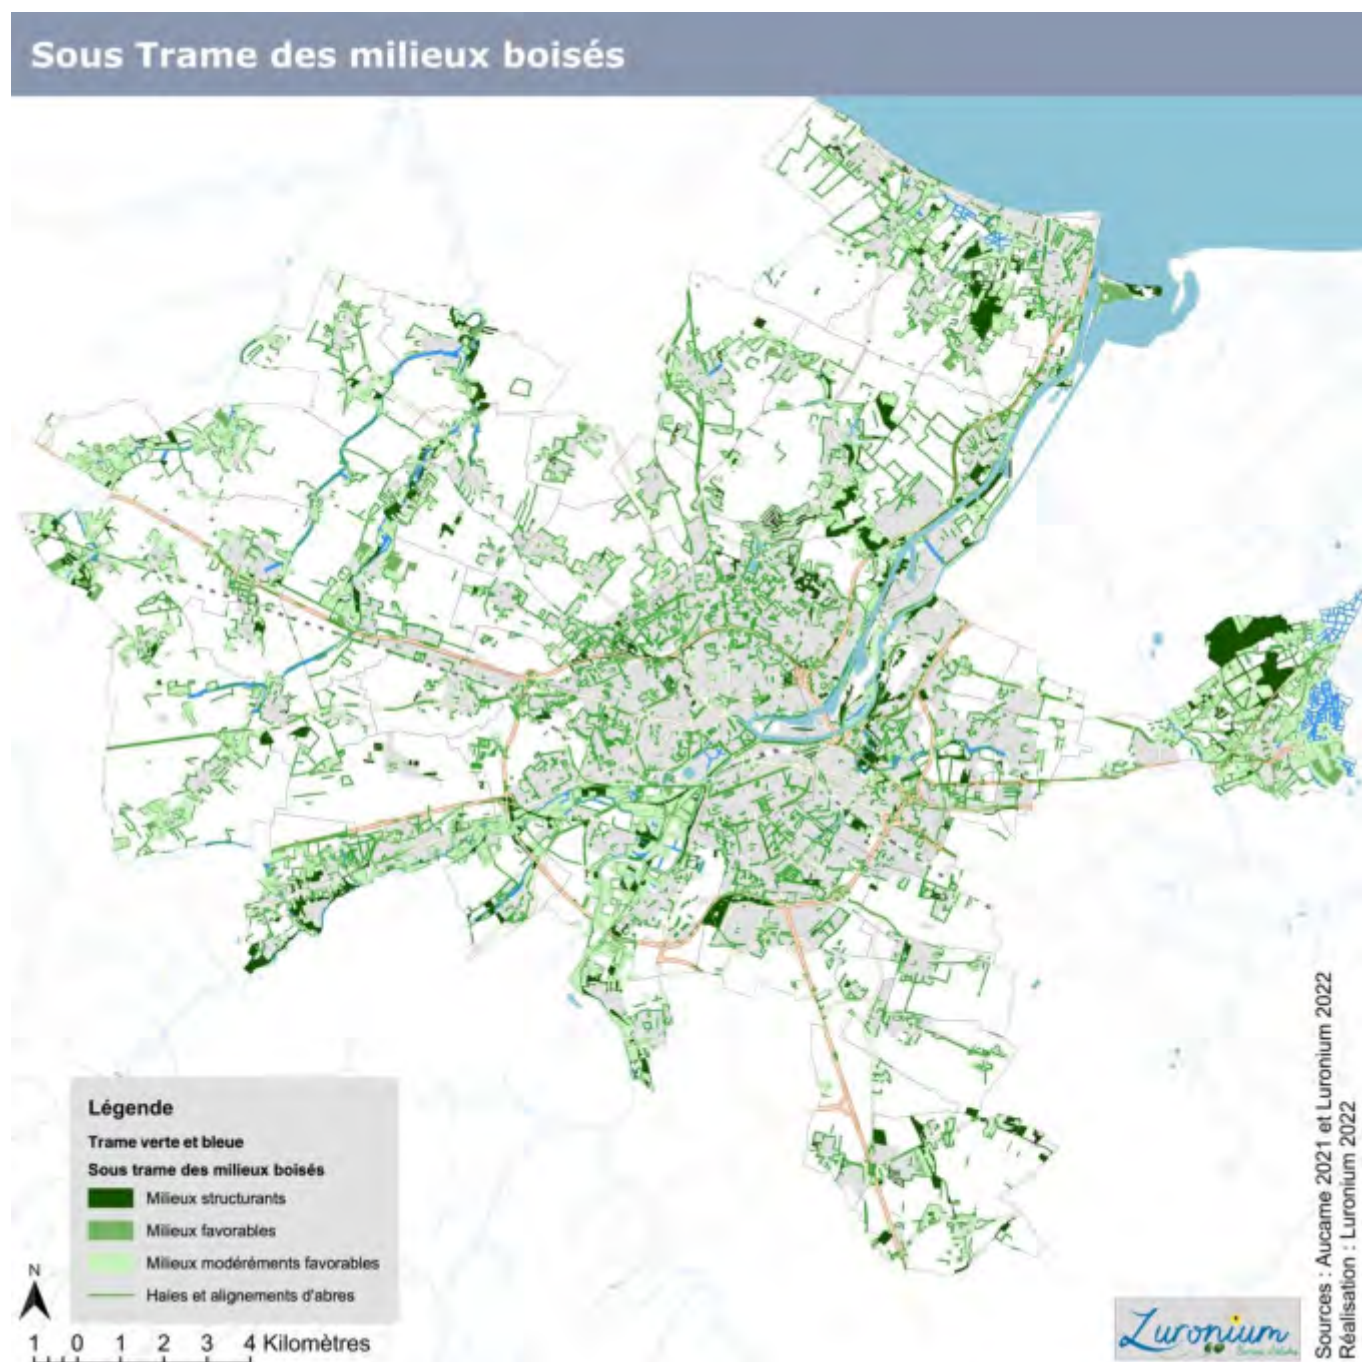 Sous Trame des milieux boisés
Légende
Trame verte et bleue
Sous trame des milieux boisés
Milieux structurants
Milieux favorables
Milieux modéréments favorables
Haies et alignements d'abres
N
1 0 1 2 3 4 Kilomètres
Luronium
Sources : Aucame 2021 et Luronium 2022
Réalisation : Luronium 2022